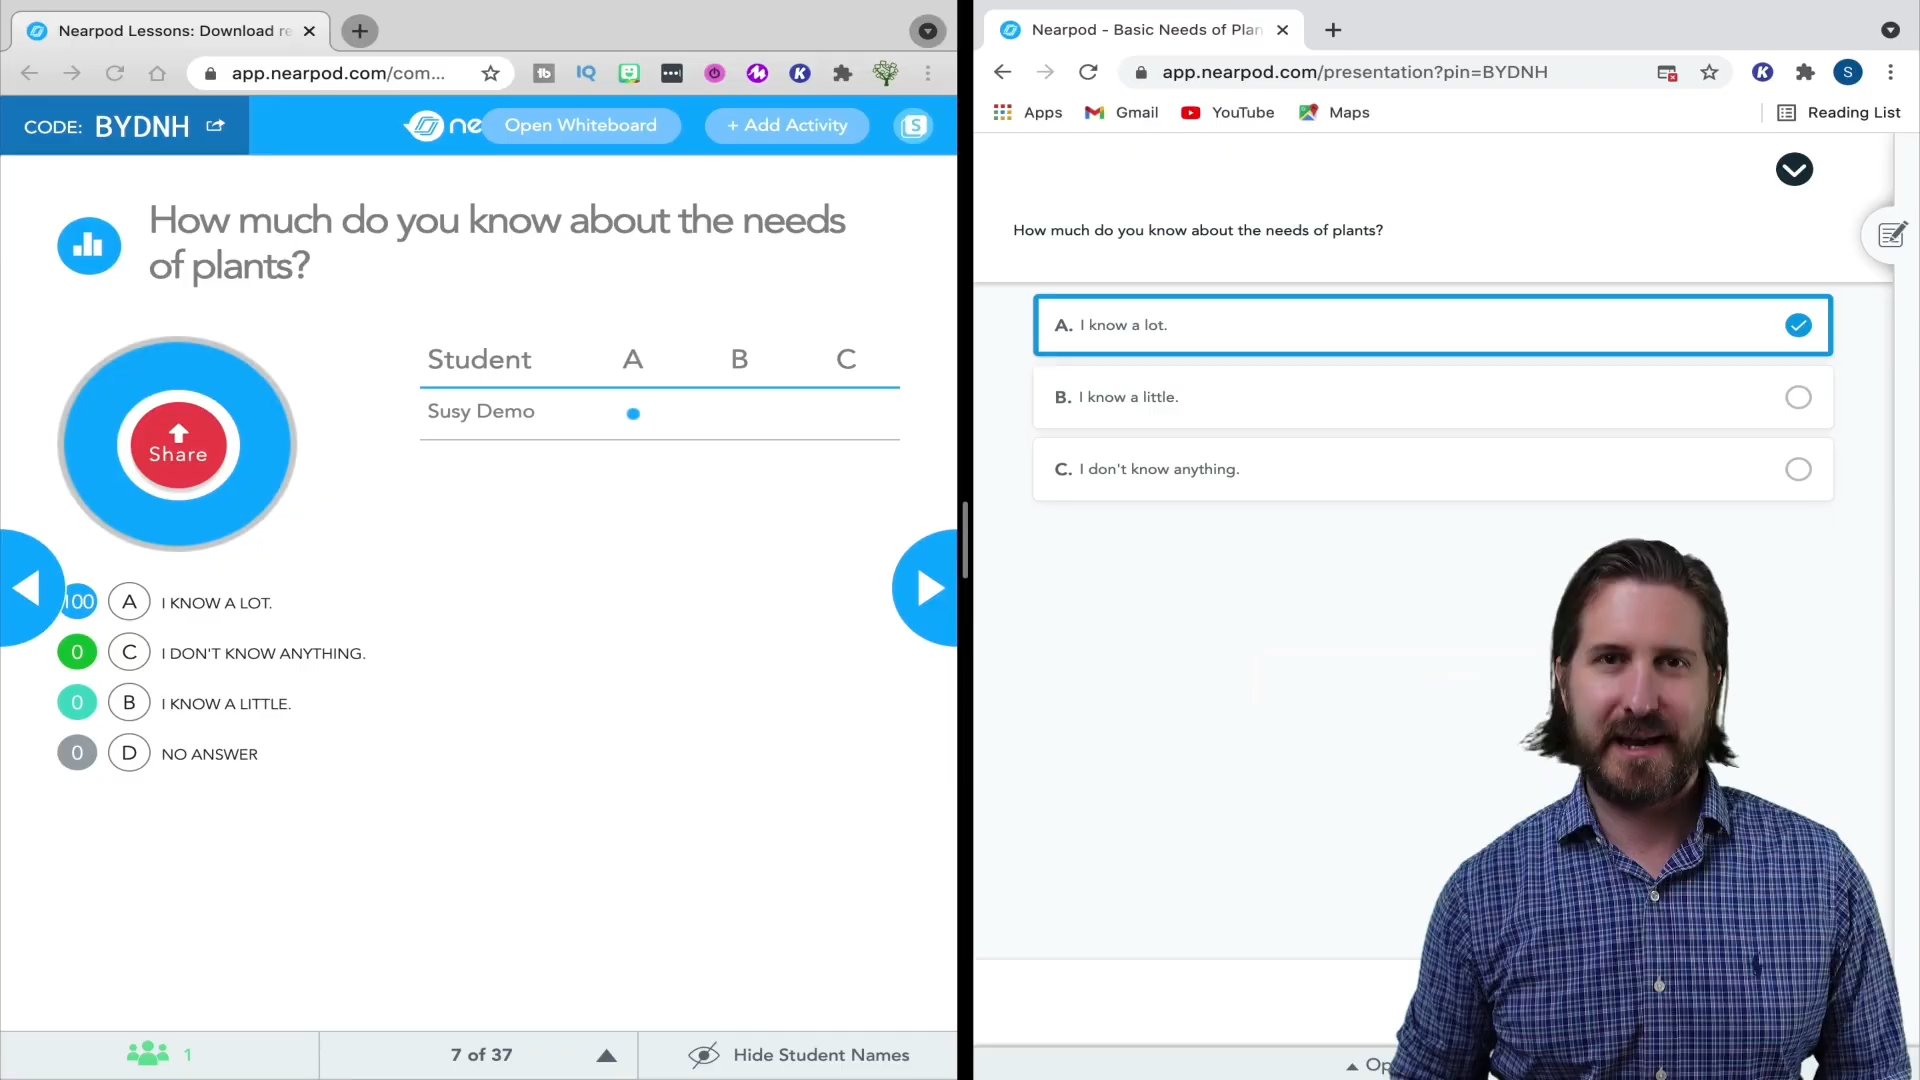 Nearpod Lessons: Download re
app.nearpod.com/com...
CODE: BYDNH
ne
Open Whiteboard
+ Add Activity
S
How much do you know about the needs
of plants?
Share
Student A B C
Susy Demo
100 A I KNOW A LOT.
0 C I DON'T KNOW ANYTHING.
0 B I KNOW A LITTLE.
0 D NO ANSWER
1
7 of 37
Hide Student Names
Nearpod - Basic Needs of Plan
app.nearpod.com/presentation?pin=BYDNH
S
Apps
Gmail
YouTube
Maps
Reading List
How much do you know about the needs of plants?
A. I know a lot.
B. I know a little.
C. I don't know anything.